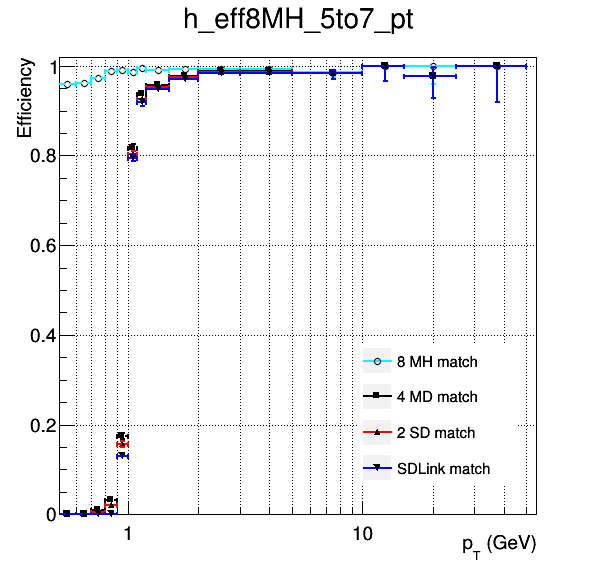 h_eff8MH_5to7_pt
Efficiency
1
0.8
0.6
0.4
0.2
0
8 MH match
4 MD match
2 SD match
SDLink match
1
10
p_T (GeV)